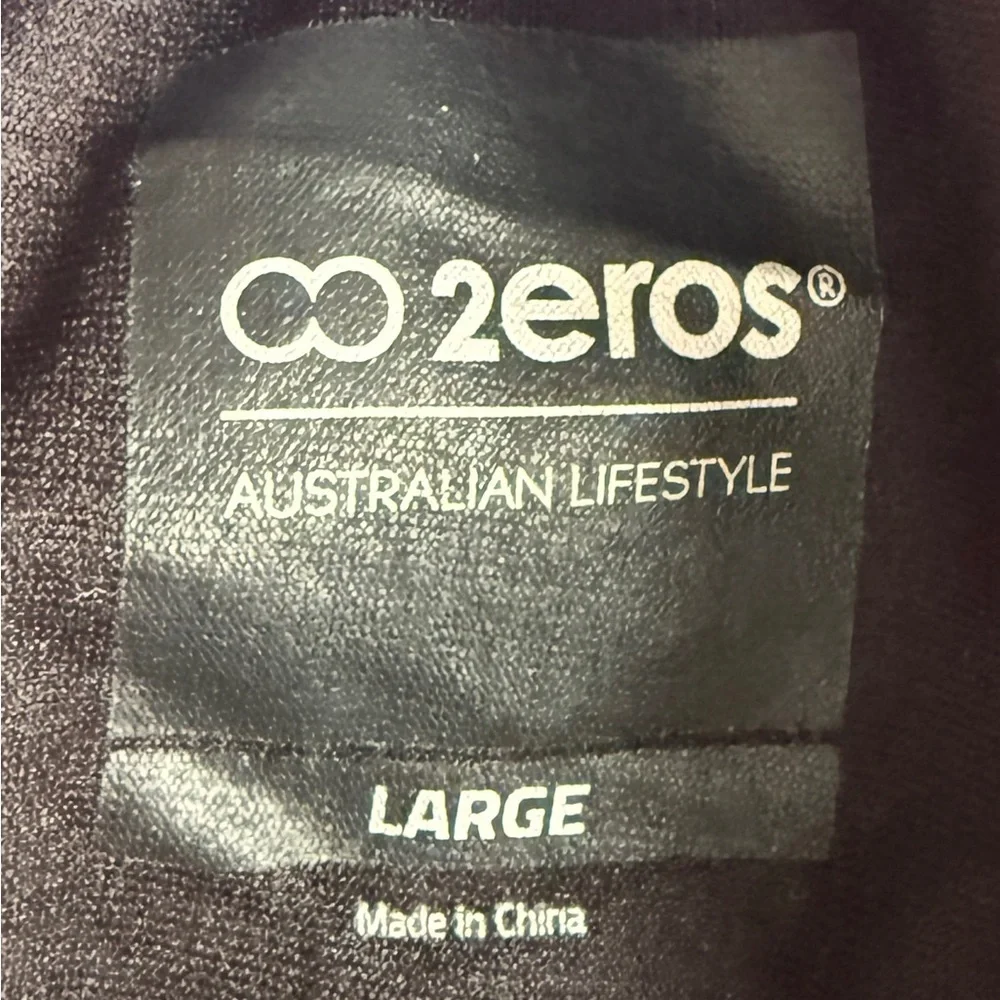 2eros®
AUSTRALIAN LIFESTYLE
LARGE
Made in China